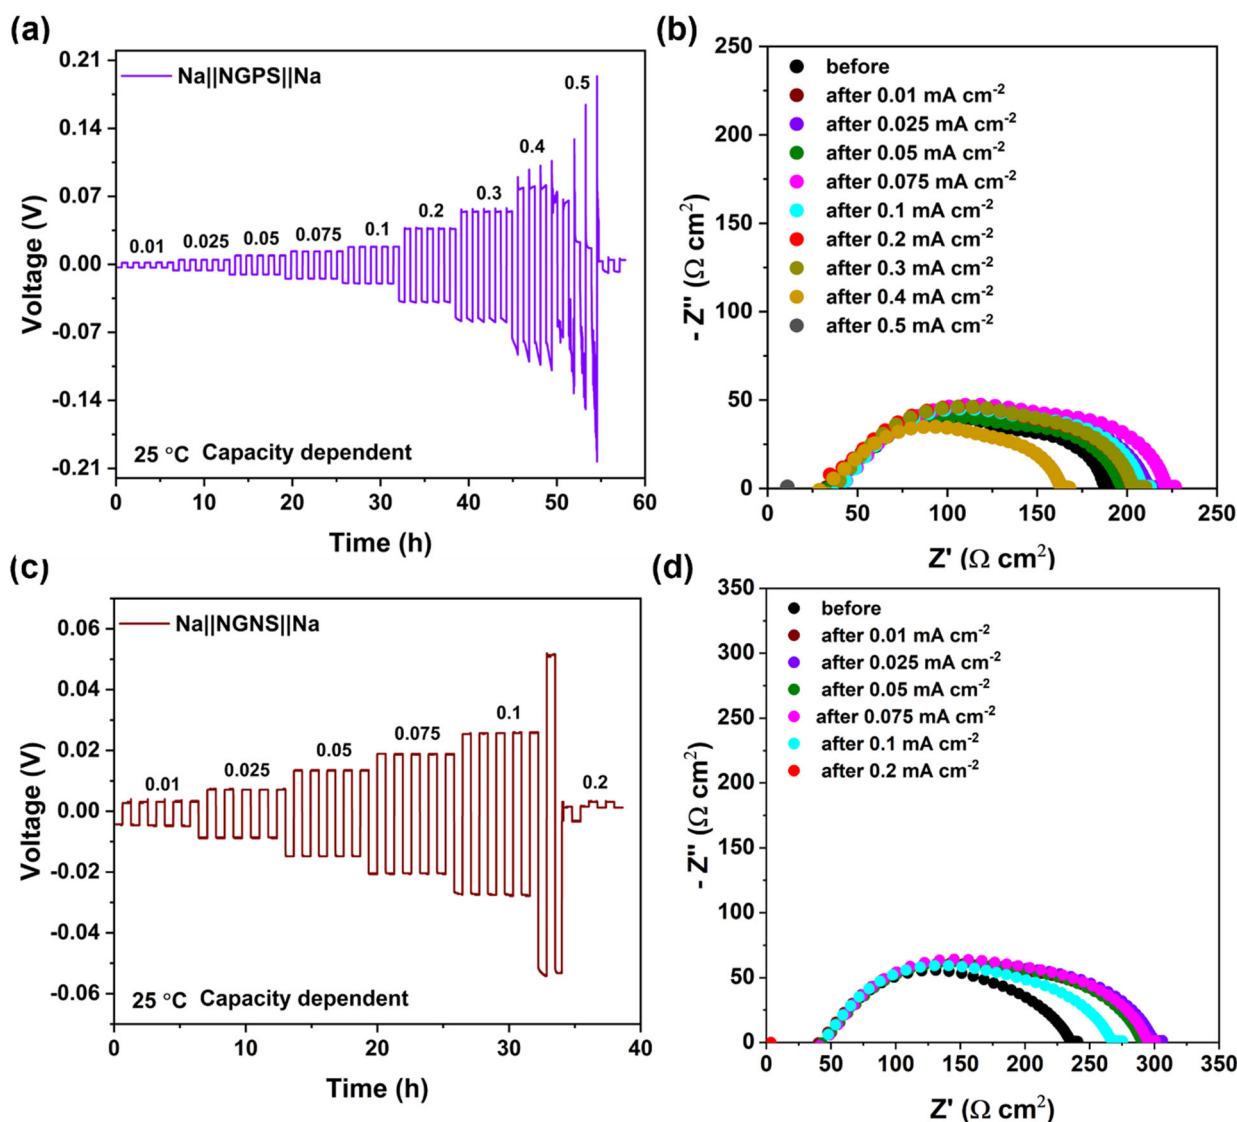 (a)
Na||NGPS||Na
0.01
0.025
0.05
0.075
0.1
0.2
0.3
0.4
0.5
25 °C Capacity dependent
0.21
0.14
0.07
0.00
-0.07
-0.14
-0.21
Voltage (V)
0 10 20 30 40 50 60
Time (h)
(b)
before
after 0.01 mA cm-2
after 0.025 mA cm-2
after 0.05 mA cm-2
after 0.075 mA cm-2
after 0.1 mA cm-2
after 0.2 mA cm-2
after 0.3 mA cm-2
after 0.4 mA cm-2
after 0.5 mA cm-2
250
200
150
100
50
0
- Z'' (Ω cm2)
0 50 100 150 200 250
Z' (Ω cm2)
(c)
Na||NGNS||Na
0.01
0.025
0.05
0.075
0.1
0.2
25 °C Capacity dependent
0.06
0.04
0.02
0.00
-0.02
-0.04
-0.06
Voltage (V)
0 10 20 30 40
Time (h)
(d)
before
after 0.01 mA cm-2
after 0.025 mA cm-2
after 0.05 mA cm-2
after 0.075 mA cm-2
after 0.1 mA cm-2
after 0.2 mA cm-2
350
300
250
200
150
100
50
0
- Z'' (Ω cm2)
0 50 100 150 200 250 300 350
Z' (Ω cm2)